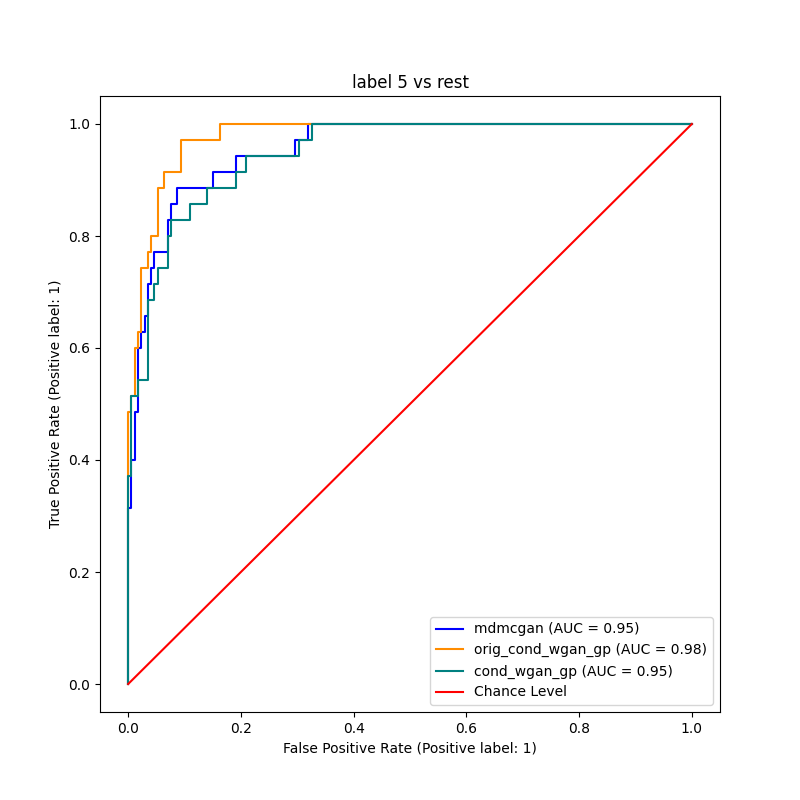 label 5 vs rest
True Positive Rate (Positive label: 1)
1.0
0.8
0.6
0.4
0.2
0.0
mdmcgan (AUC = 0.95)
orig_cond_wgan_gp (AUC = 0.98)
cond_wgan_gp (AUC = 0.95)
Chance Level
0.0 0.2 0.4 0.6 0.8 1.0
False Positive Rate (Positive label: 1)